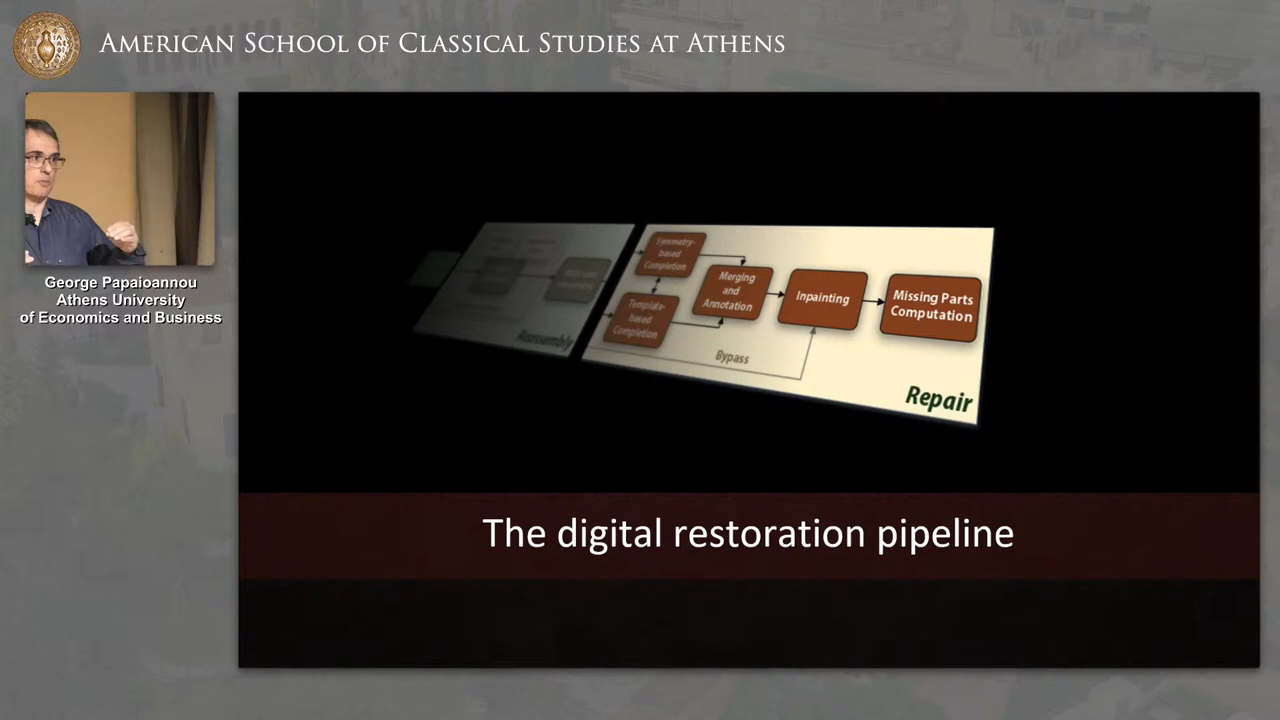 AMERICAN SCHOOL OF CLASSICAL STUDIES AT ATHENS
George Papaioannou
Athens University
of Economics and Business
Symmetry-
based
Completion
Template-
based
Completion
Merging
and
Annotation
Inpainting
Missing Parts
Computation
Bypass
Reassembly
Repair
The digital restoration pipeline